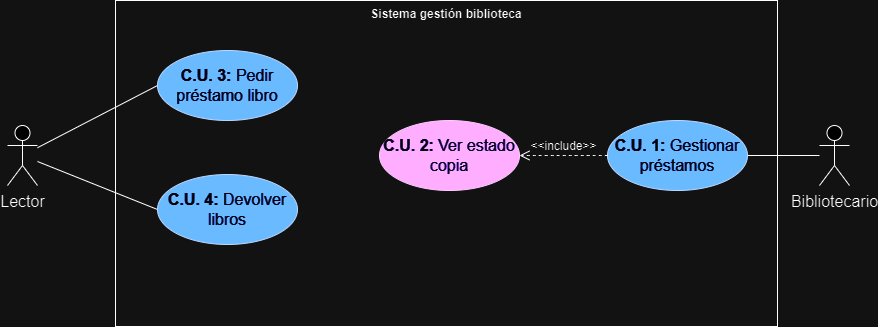 Sistema gestión biblioteca
C.U. 3: Pedir
préstamo libro
C.U. 2: Ver estado
copia
<<include>>
C.U. 1: Gestionar
préstamos
C.U. 4: Devolver
libros
Lector
Bibliotecario